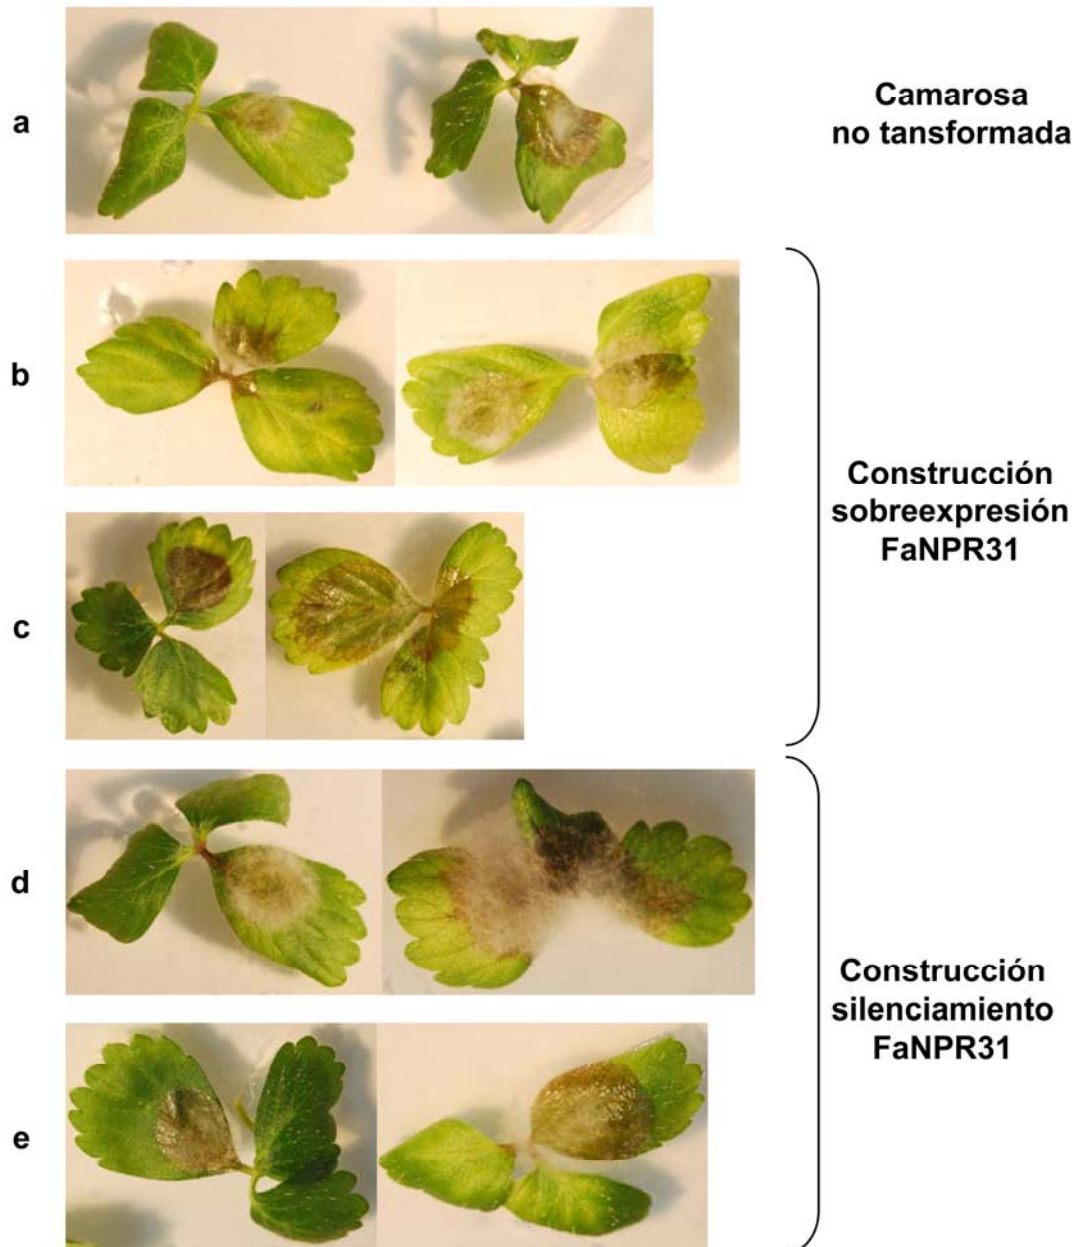 a
Camarosa
no tansformada
b
c
Construcción
sobreexpresión
FaNPR31
d
e
Construcción
silenciamiento
FaNPR31